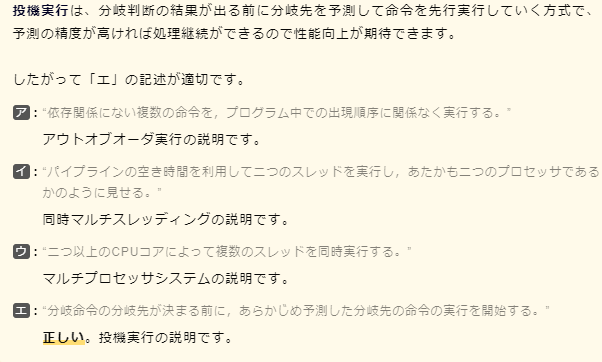 投機実行は、分岐判断の結果が出る前に分岐先を予測して命令を先行実行していく方式で、
予測の精度が高ければ処理継続ができるので性能向上が期待できます。
したがって「エ」の記述が適切です。
ア：“依存関係にない複数の命令を，プログラム中での出現順序に関係なく実行する。”
アウトオブオーダ実行の説明です。
イ：“パイプラインの空き時間を利用して二つのスレッドを実行し，あたかも二つのプロセッサである
かのように見せる。”
同時マルチスレッディングの説明です。
ウ：“二つ以上のCPUコアによって複数のスレッドを同時実行する。”
マルチプロセッサシステムの説明です。
エ：“分岐命令の分岐先が決まる前に，あらかじめ予測した分岐先の命令の実行を開始する。”
正しい。投機実行の説明です。